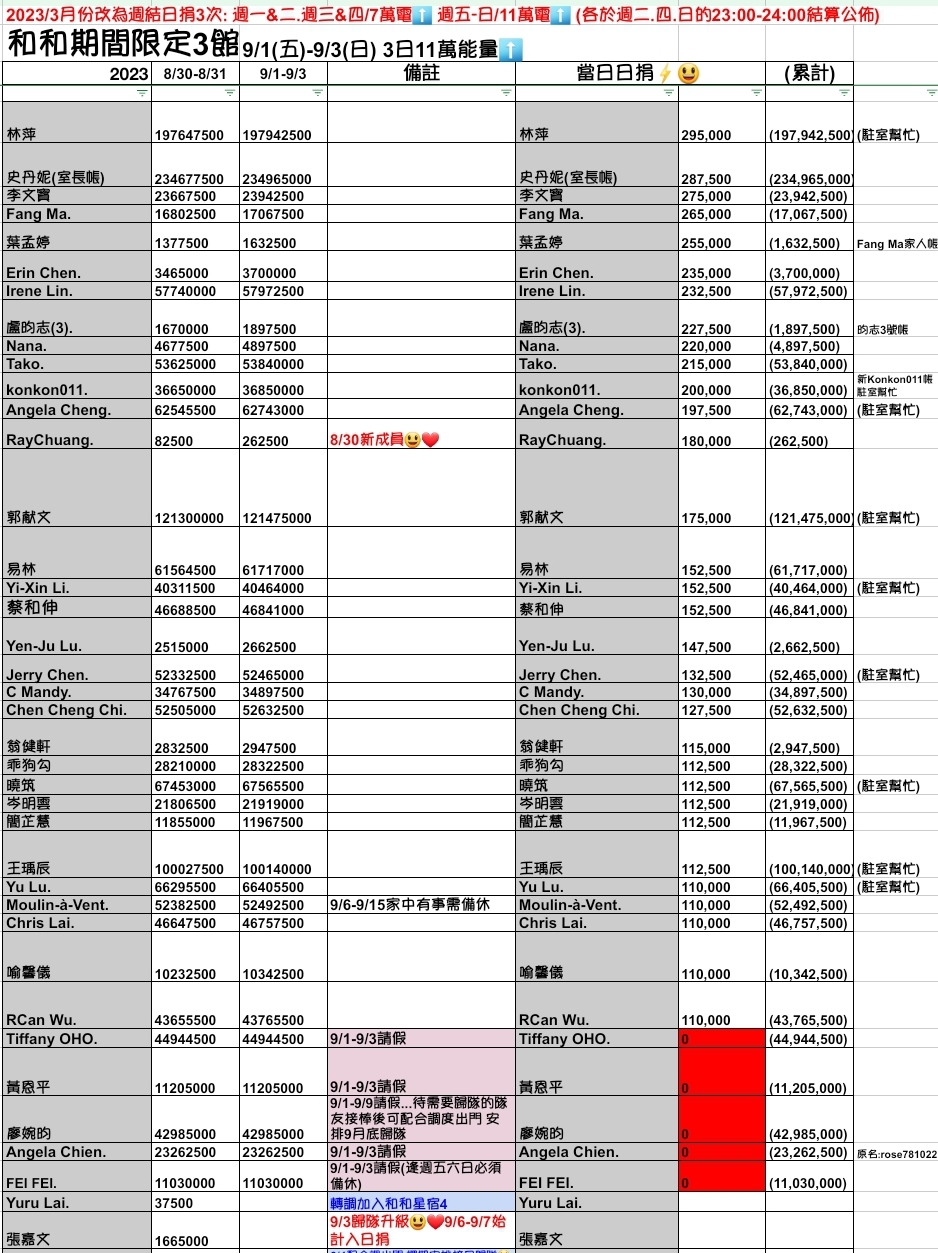 2023/3月份改為週結日捐3次: 週一&二.週三&四/7萬電⬆️ 週五-日/11萬電⬆️ (各於週二.四.日的23:00-24:00結算公佈)
和和期間限定3館 9/1(五)-9/3(日) 3日11萬能量⬆️
2023 8/30-8/31 9/1-9/3 備註 當日日捐⚡😃 (累計)
林萍 197647500 197942500 林萍 295,000 (197,942,500) (駐室幫忙)
史丹妮(室長帳) 234677500 234965000 史丹妮(室長帳) 287,500 (234,965,000)
李文寶 23667500 23942500 李文寶 275,000 (23,942,500)
Fang Ma. 16802500 17067500 Fang Ma. 265,000 (17,067,500)
葉孟婷 1377500 1632500 葉孟婷 255,000 (1,632,500) Fang Ma家人帳
Erin Chen. 3465000 3700000 Erin Chen. 235,000 (3,700,000)
Irene Lin. 57740000 57972500 Irene Lin. 232,500 (57,972,500)
盧昀志(3). 1670000 1897500 盧昀志(3). 227,500 (1,897,500) 昀志3號帳
Nana. 4677500 4897500 Nana. 220,000 (4,897,500)
Tako. 53625000 53840000 Tako. 215,000 (53,840,000)
konkon011. 36650000 36850000 konkon011. 200,000 (36,850,000) 新Konkon011帳
駐室幫忙
Angela Cheng. 62545500 62743000 Angela Cheng. 197,500 (62,743,000) (駐室幫忙)
RayChuang. 82500 262500 8/30新成員😃❤️ RayChuang. 180,000 (262,500)
郭献文 121300000 121475000 郭献文 175,000 (121,475,000) (駐室幫忙)
易林 61564500 61717000 易林 152,500 (61,717,000)
Yi-Xin Li. 40311500 40464000 Yi-Xin Li. 152,500 (40,464,000) (駐室幫忙)
蔡和伸 46688500 46841000 蔡和伸 152,500 (46,841,000)
Yen-Ju Lu. 2515000 2662500 Yen-Ju Lu. 147,500 (2,662,500)
Jerry Chen. 52332500 52465000 Jerry Chen. 132,500 (52,465,000) (駐室幫忙)
C Mandy. 34767500 34897500 C Mandy. 130,000 (34,897,500)
Chen Cheng Chi. 52505000 52632500 Chen Cheng Chi. 127,500 (52,632,500)
翁健軒 2832500 2947500 翁健軒 115,000 (2,947,500)
乖狗勾 28210000 28322500 乖狗勾 112,500 (28,322,500)
曉筑 67453000 67565500 曉筑 112,500 (67,565,500) (駐室幫忙)
岑明雲 21806500 21919000 岑明雲 112,500 (21,919,000)
簡芷慧 11855000 11967500 簡芷慧 112,500 (11,967,500)
王瑀辰 100027500 100140000 王瑀辰 112,500 (100,140,000) (駐室幫忙)
Yu Lu. 66295500 66405500 Yu Lu. 110,000 (66,405,500) (駐室幫忙)
Moulin-à-Vent. 52382500 52492500 9/6-9/15家中有事需備休 Moulin-à-Vent. 110,000 (52,492,500)
Chris Lai. 46647500 46757500 Chris Lai. 110,000 (46,757,500)
喻馨儀 10232500 10342500 喻馨儀 110,000 (10,342,500)
RCan Wu. 43655500 43765500 RCan Wu. 110,000 (43,765,500)
Tiffany OHO. 44944500 44944500 9/1-9/3請假 Tiffany OHO. 0 (44,944,500)
黃恩平 11205000 11205000 9/1-9/3請假 黃恩平 0 (11,205,000)
9/1-9/9請假...待需要歸隊的隊
友接棒後可配合調度出門 安
廖婉昀 42985000 42985000 排9月底歸隊 廖婉昀 0 (42,985,000)
Angela Chien. 23262500 23262500 9/1-9/3請假 Angela Chien. 0 (23,262,500) 原名:rose781022
9/1-9/3請假(逢週五六日必須
FEI FEI. 11030000 11030000 備休) FEI FEI. 0 (11,030,000)
Yuru Lai. 37500 轉調加入和和星宿4 Yuru Lai.
9/3歸隊升級😃❤️9/6-9/7始
張嘉文 1665000 計入日捐 張嘉文